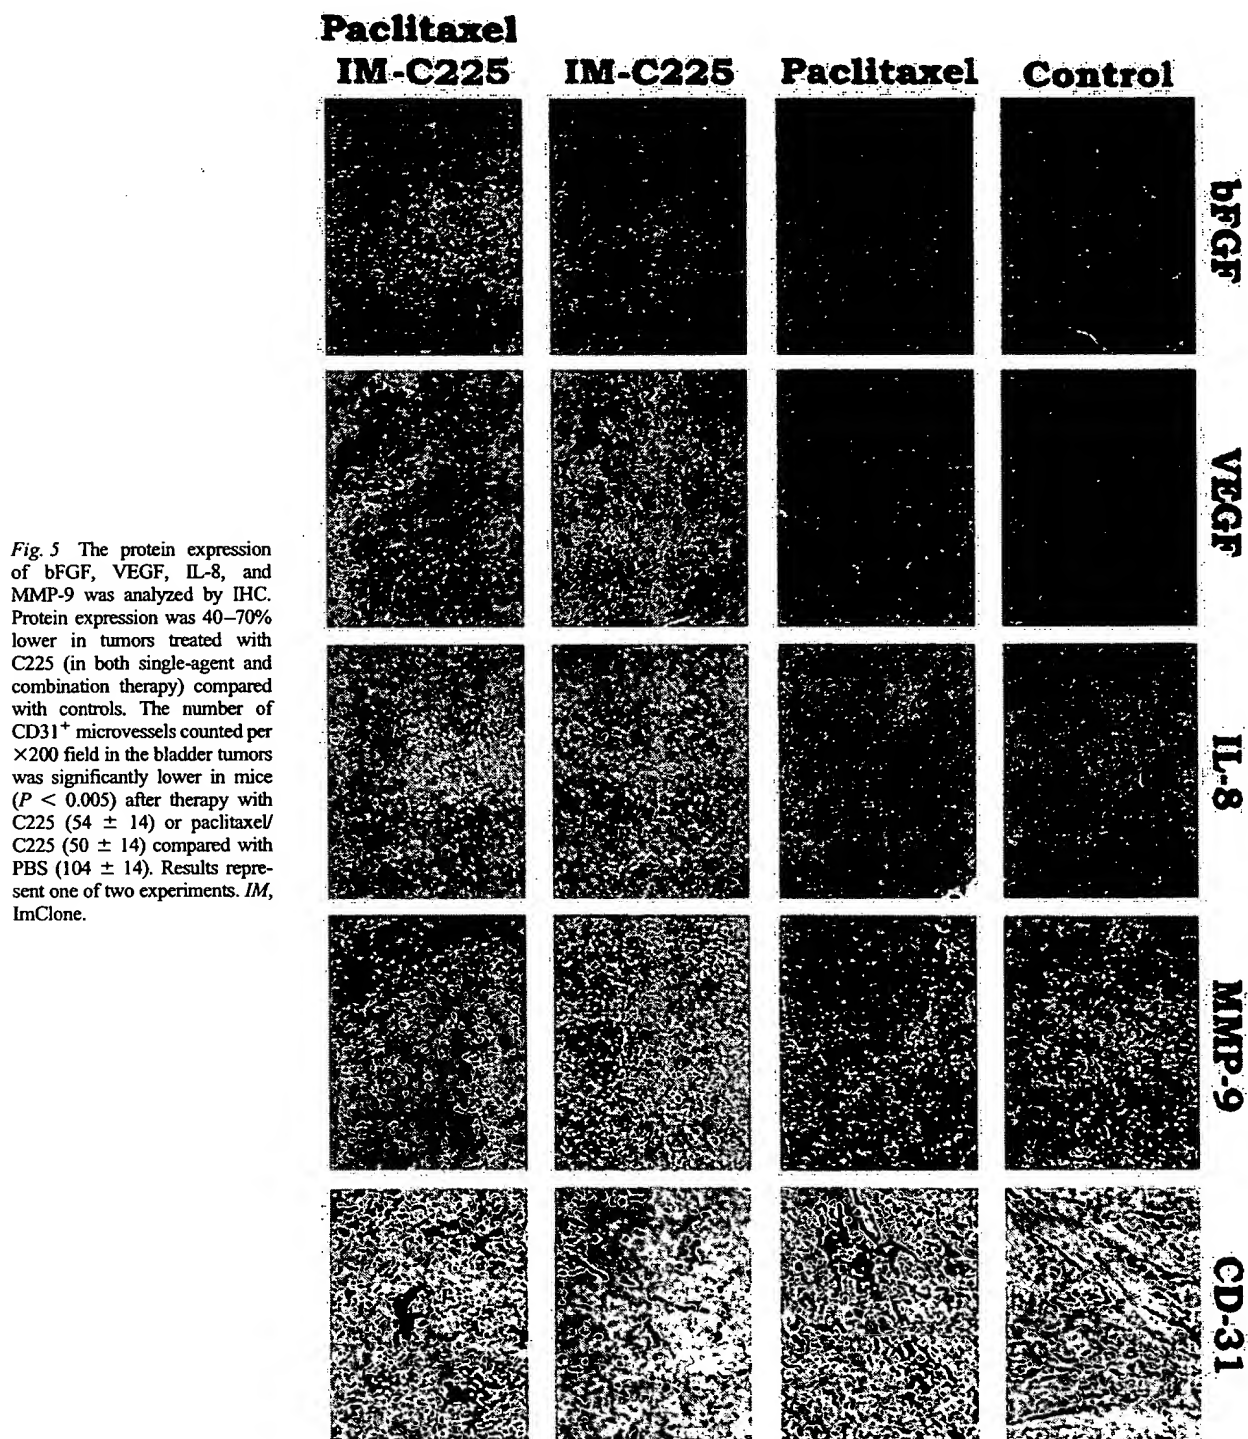 Paclitaxel
IM-C225 IM-C225 Paclitaxel Control
bFGF
VEGF
Fig. 5 The protein expression
of bFGF, VEGF, IL-8, and
MMP-9 was analyzed by IHC.
Protein expression was 40–70%
lower in tumors treated with
C225 (in both single-agent and
combination therapy) compared
with controls. The number of
CD31⁺ microvessels counted per
×200 field in the bladder tumors
was significantly lower in mice
(P < 0.005) after therapy with
C225 (54 ± 14) or paclitaxel/
C225 (50 ± 14) compared with
PBS (104 ± 14). Results repre-
sent one of two experiments. IM,
ImClone.
IL-8
MMP-9
CD-31